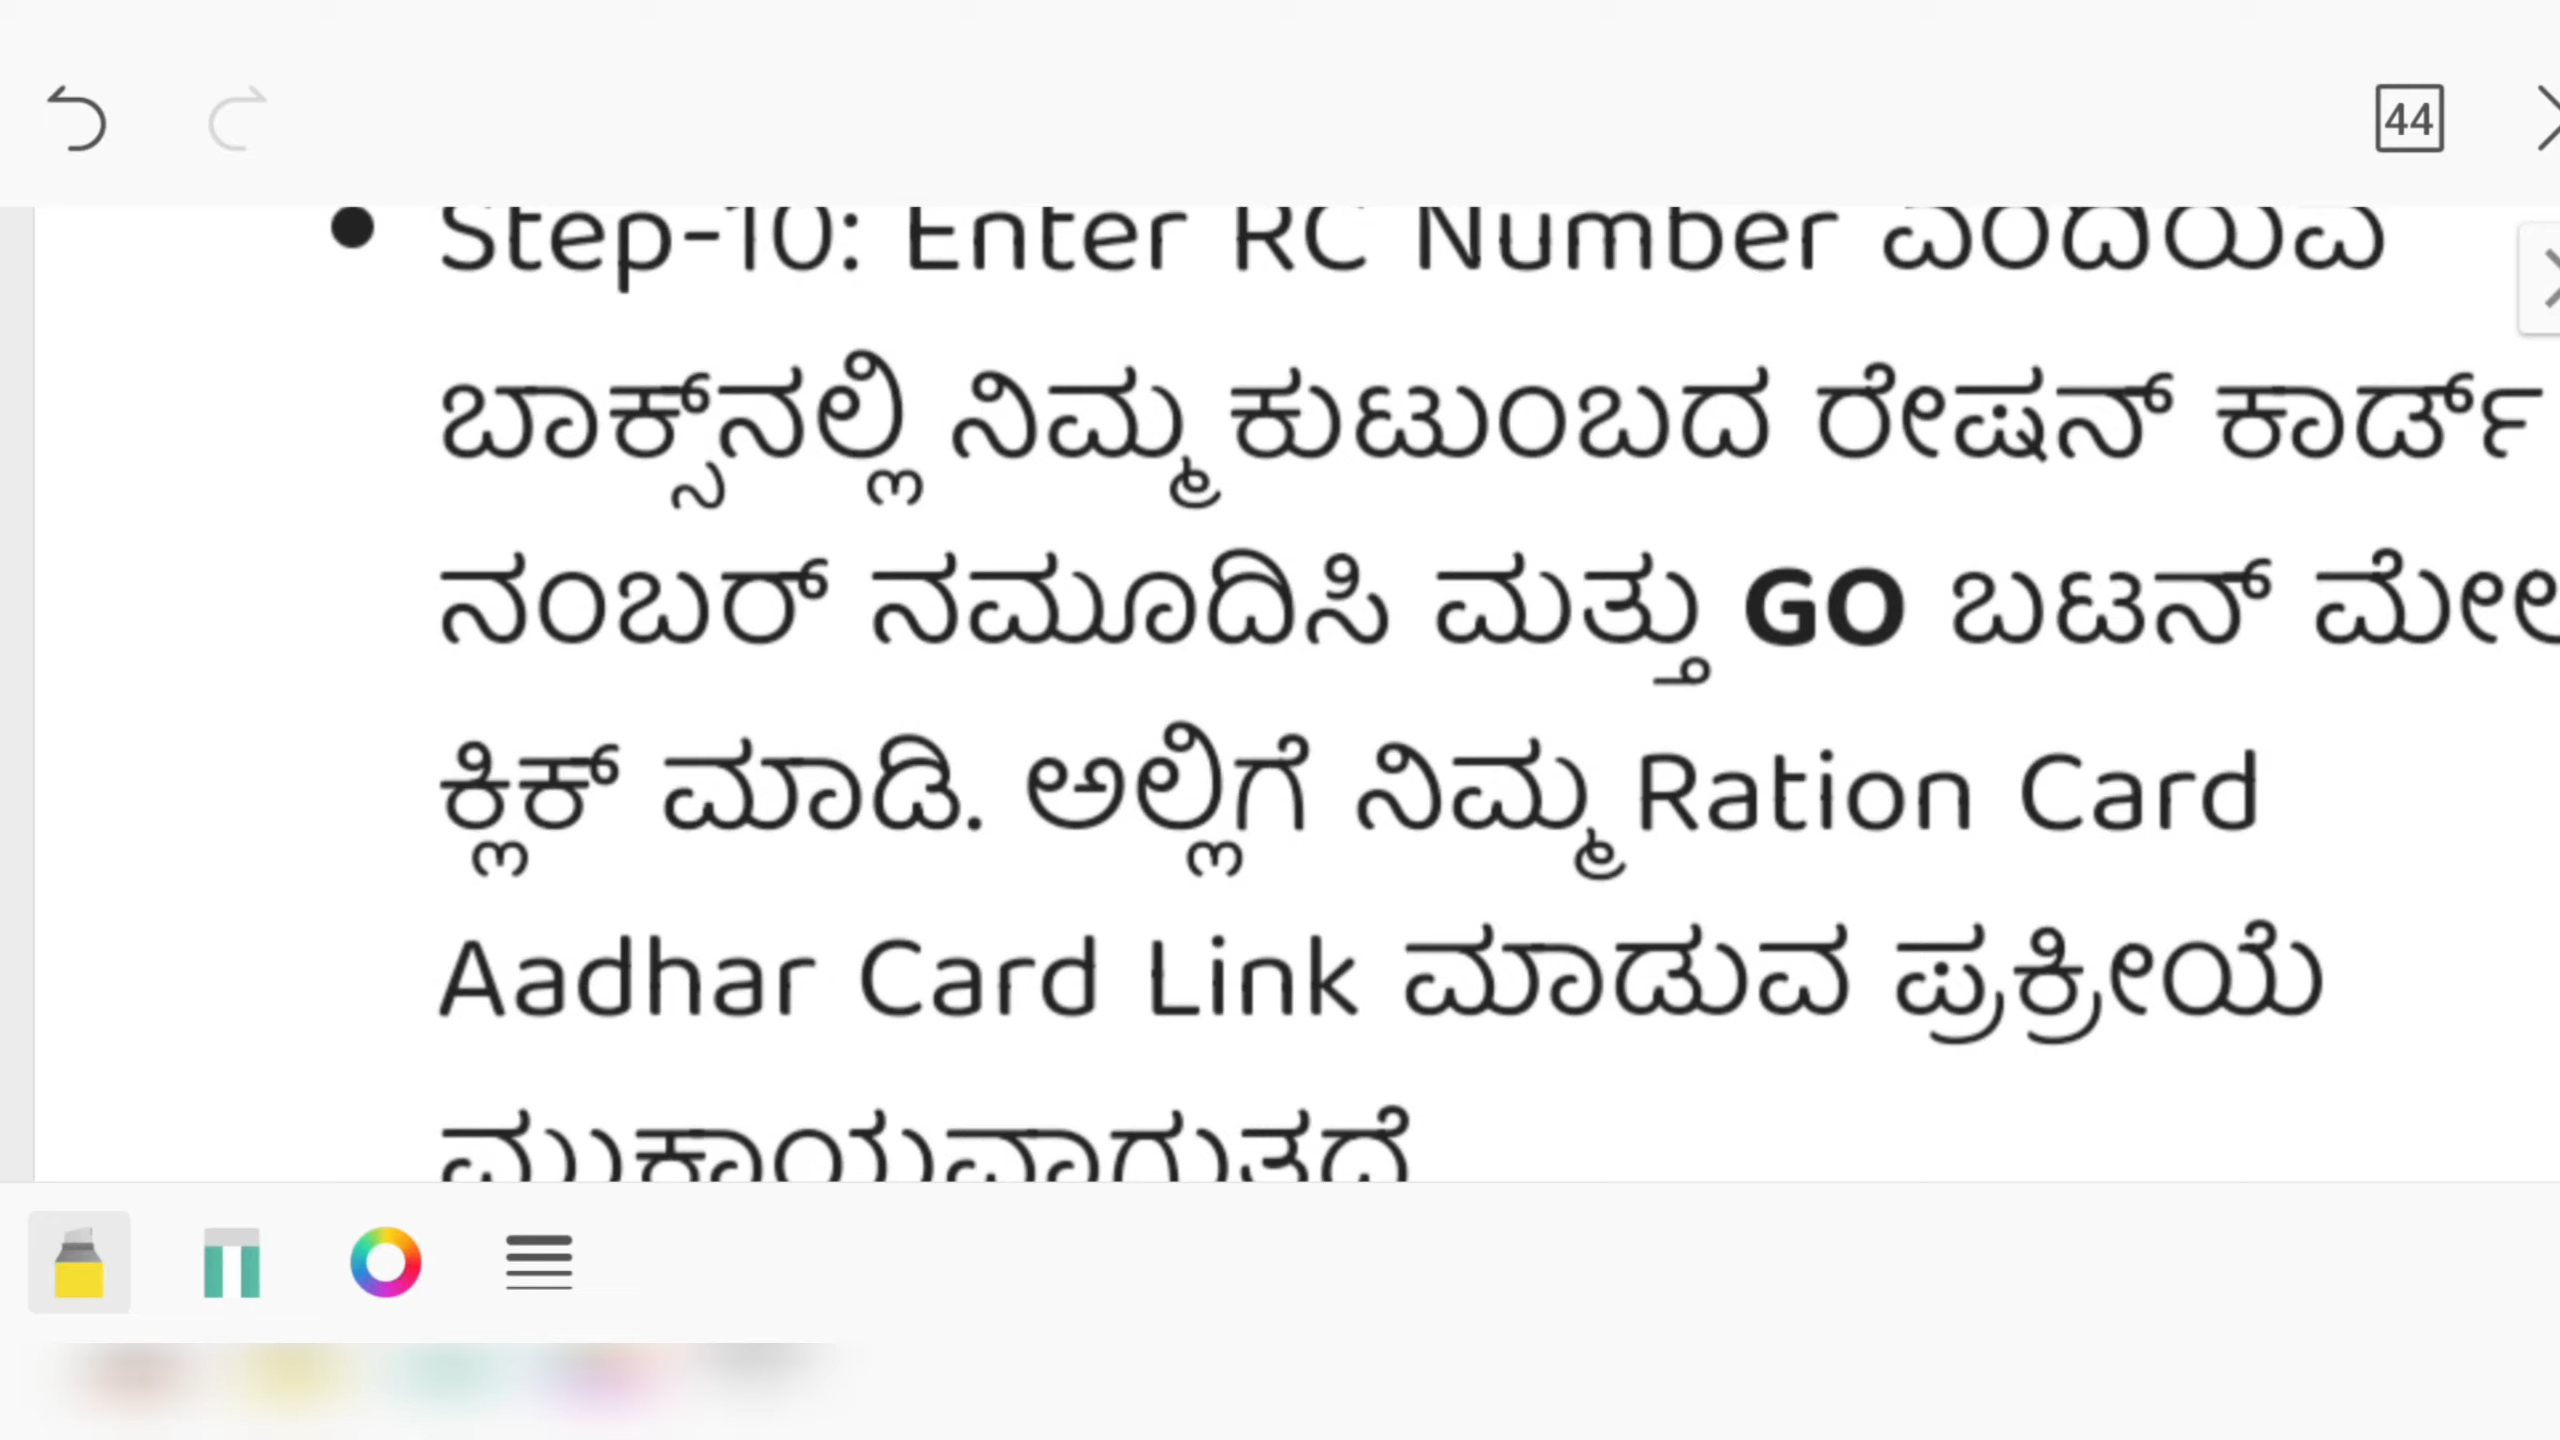 44
Step-10: Enter RC Number ಎಂದಿರುವ
ಬಾಕ್ಸ್‌ನಲ್ಲಿ ನಿಮ್ಮ ಕುಟುಂಬದ ರೇಷನ್ ಕಾರ್ಡ್
ನಂಬರ್ ನಮೂದಿಸಿ ಮತ್ತು GO ಬಟನ್ ಮೇಲ
ಕ್ಲಿಕ್ ಮಾಡಿ. ಅಲ್ಲಿಗೆ ನಿಮ್ಮ Ration Card
Aadhar Card Link ಮಾಡುವ ಪ್ರಕ್ರೀಯೆ